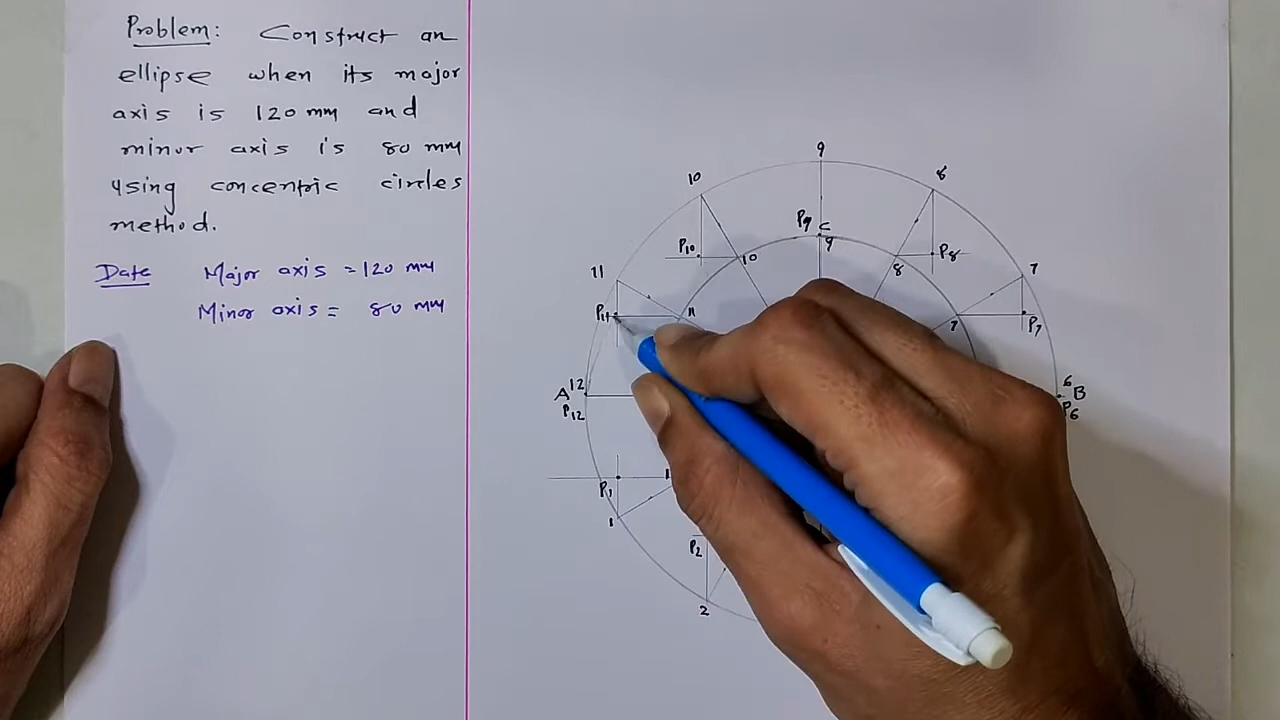 Problem: Construct an
ellipse when its major
axis is 120 mm and
minor axis is 80 mm
using concentric circles
method.
Date Major axis = 120 mm
Minor axis = 80 mm
9
10
8
P9 C
9
P10
10
8
P8
11
7
P11
11
7
P7
A 12
P12
6 B
P6
P1
1
1
P2
2